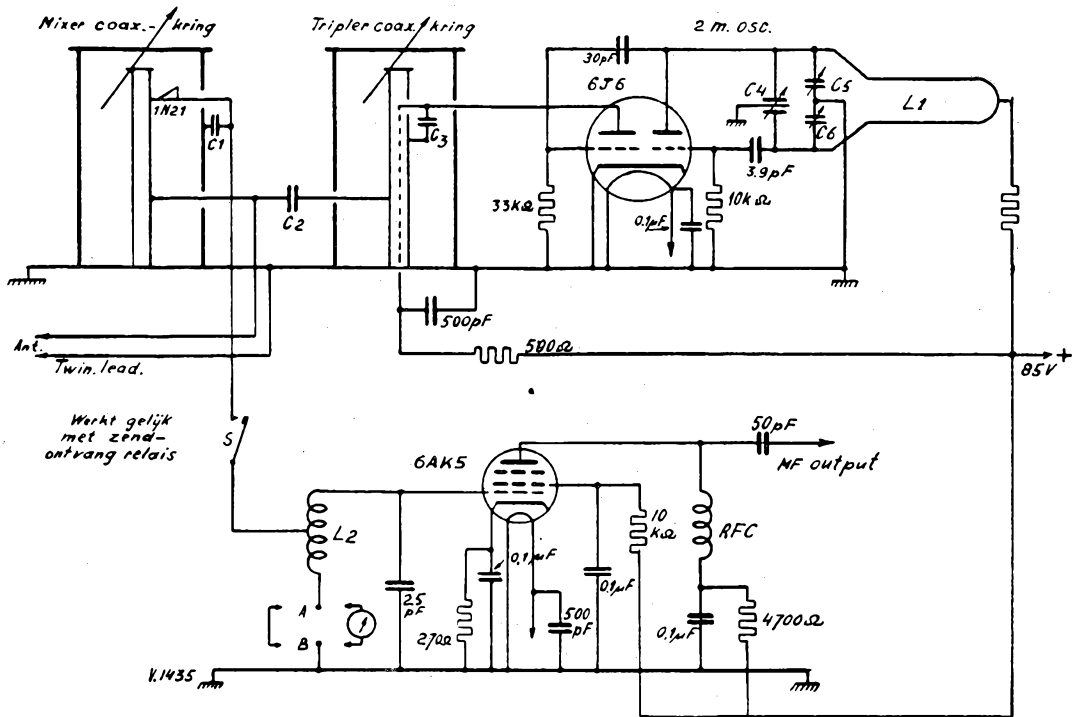 Mixer coax.- kring
Tripler coax. kring
2 m. osc.
30pF
6J6
1N21
C1
C3
C4
C5
C6
L1
3.9pF
C2
33kΩ
0.1µF
10kΩ
500pF
Ant.
Twin. lead.
500Ω
85V +
Werkt gelijk
met zend-
ontvang relais
S
50pF
MF output
6AK5
L2
10
kΩ
RFC
0.1µF
25
pF
0.1µF
270Ω
500
pF
0.1µF
4700Ω
A
B
V.1435